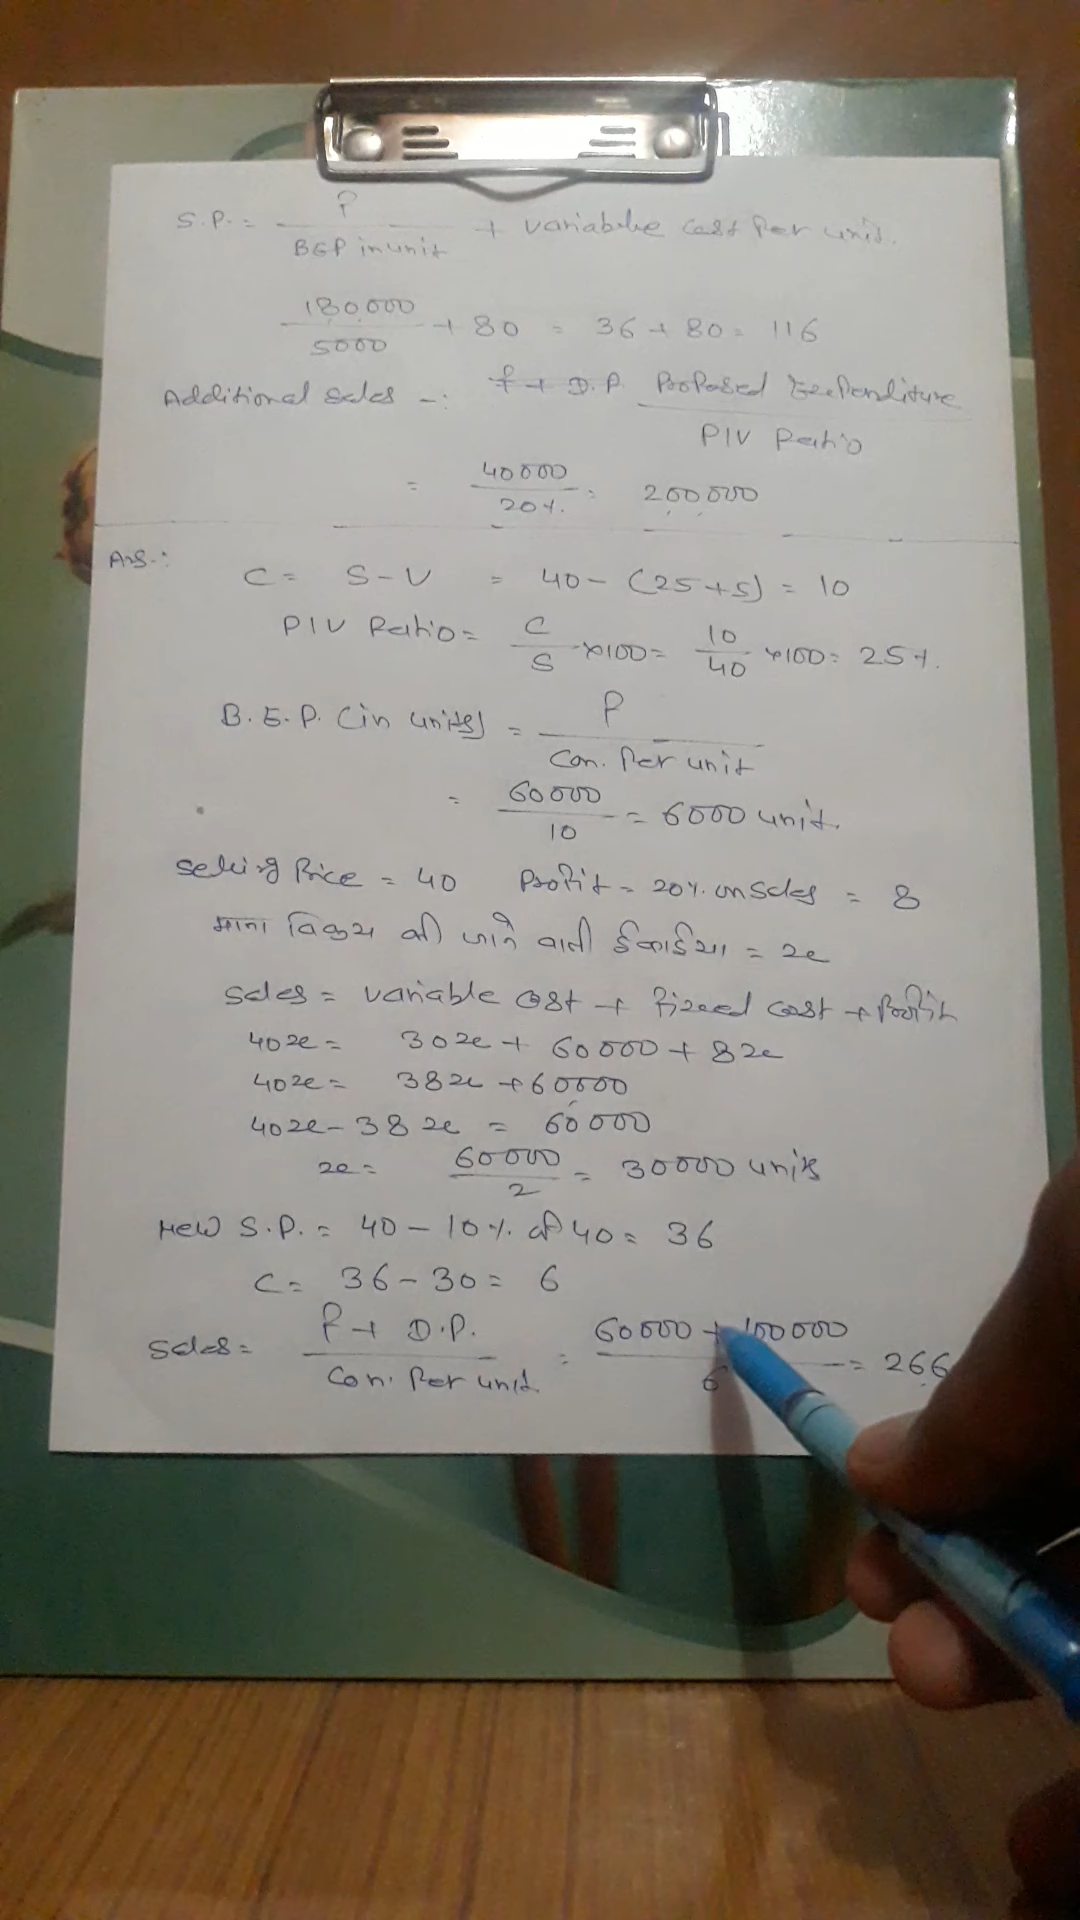 S.P. = F / BEP in unit + variable cost Per unit.
180,000 / 5000 + 80 = 36 + 80 = 116
Additional Sales -: f + D.P. Proposed Expenditure / P/V Ratio
= 40000 / 20%. = 200,000
Ans.:
C = S - V = 40 - (25+5) = 10
P/V Ratio = C / S × 100 = 10 / 40 × 100 = 25%.
B.E.P. (in units) = F / Con. Per unit
= 60000 / 10 = 6000 unit.
Selling Price = 40 Profit = 20%. on Sales = 8
माना विक्रय की जाने वाली ईकाईया = x
Sales = variable cost + Fixed cost + Profit
40x = 30x + 60000 + 8x
40x = 38x + 60000
40x - 38x = 60000
x = 60000 / 2 = 30000 units
New S.P. = 40 - 10%. of 40 = 36
C = 36 - 30 = 6
Sales = F + D.P. / Con. Per unit. = 60000 + 100000 / 6 = 266